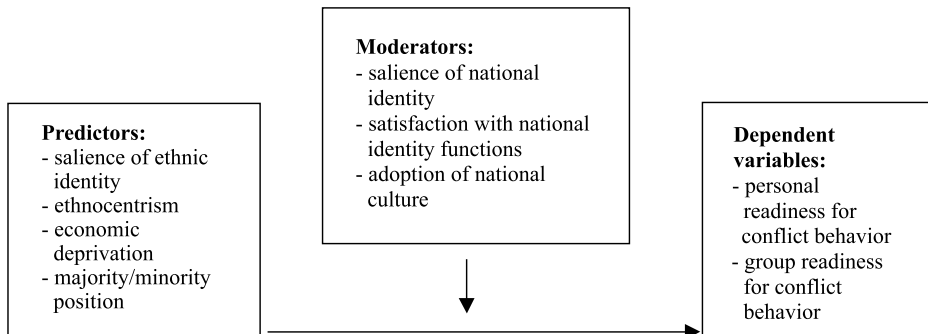 Moderators:
- salience of national
identity
- satisfaction with national
identity functions
- adoption of national
culture
Predictors:
- salience of ethnic
identity
- ethnocentrism
- economic
deprivation
- majority/minority
position
Dependent
variables:
- personal
readiness for
conflict behavior
- group readiness
for conflict
behavior